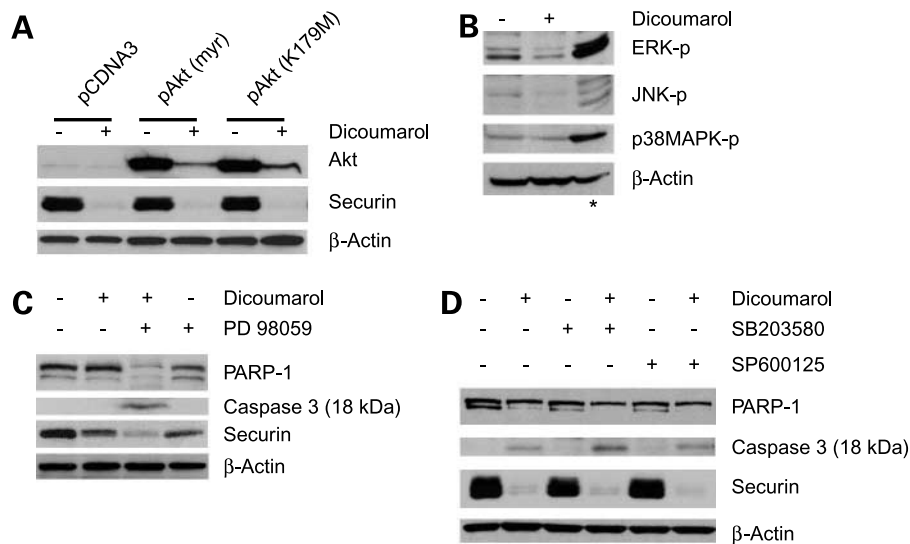 A
pCDNA3
pAkt (myr)
pAkt (K179M)
- + - + - + Dicoumarol
Akt
Securin
β-Actin
B
- + Dicoumarol
ERK-p
JNK-p
p38MAPK-p
β-Actin
*
C
- + + - Dicoumarol
- - + + PD 98059
PARP-1
Caspase 3 (18 kDa)
Securin
β-Actin
D
- + - + - + Dicoumarol
- - + + - - SB203580
- - - - + + SP600125
PARP-1
Caspase 3 (18 kDa)
Securin
β-Actin